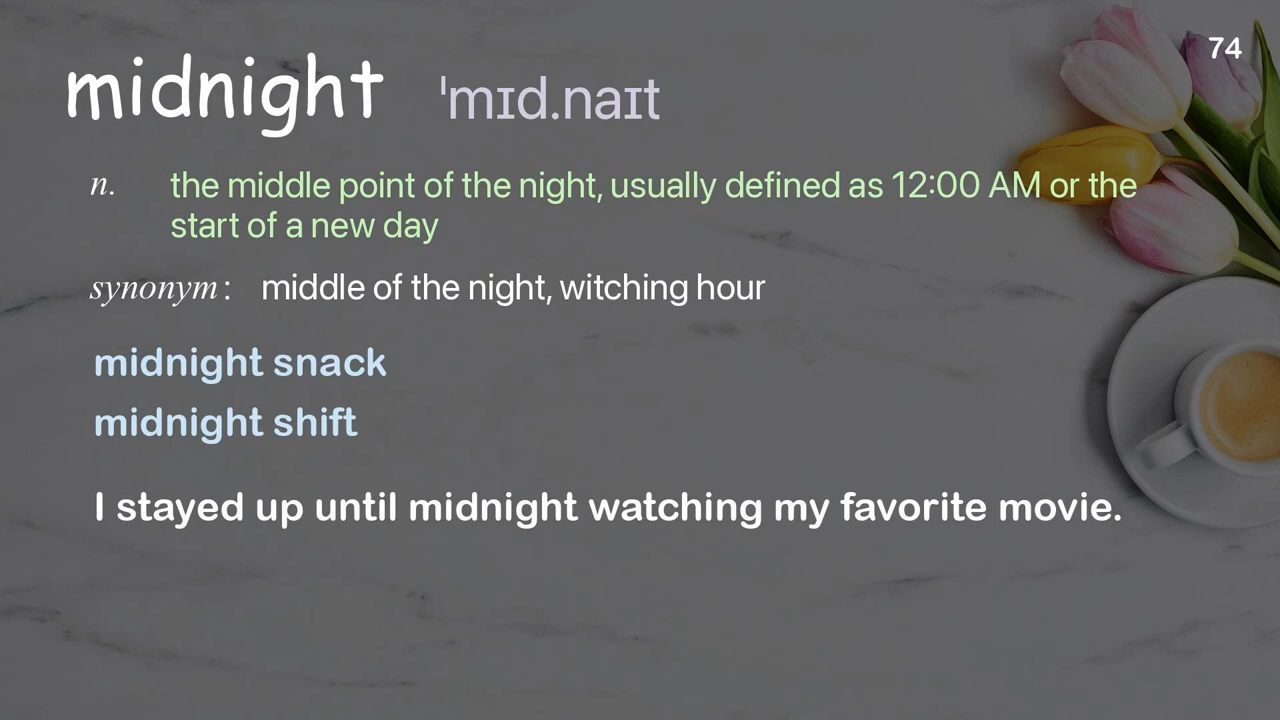 74
midnight ˈmɪd.naɪt
n. the middle point of the night, usually defined as 12:00 AM or the
start of a new day
synonym: middle of the night, witching hour
midnight snack
midnight shift
I stayed up until midnight watching my favorite movie.